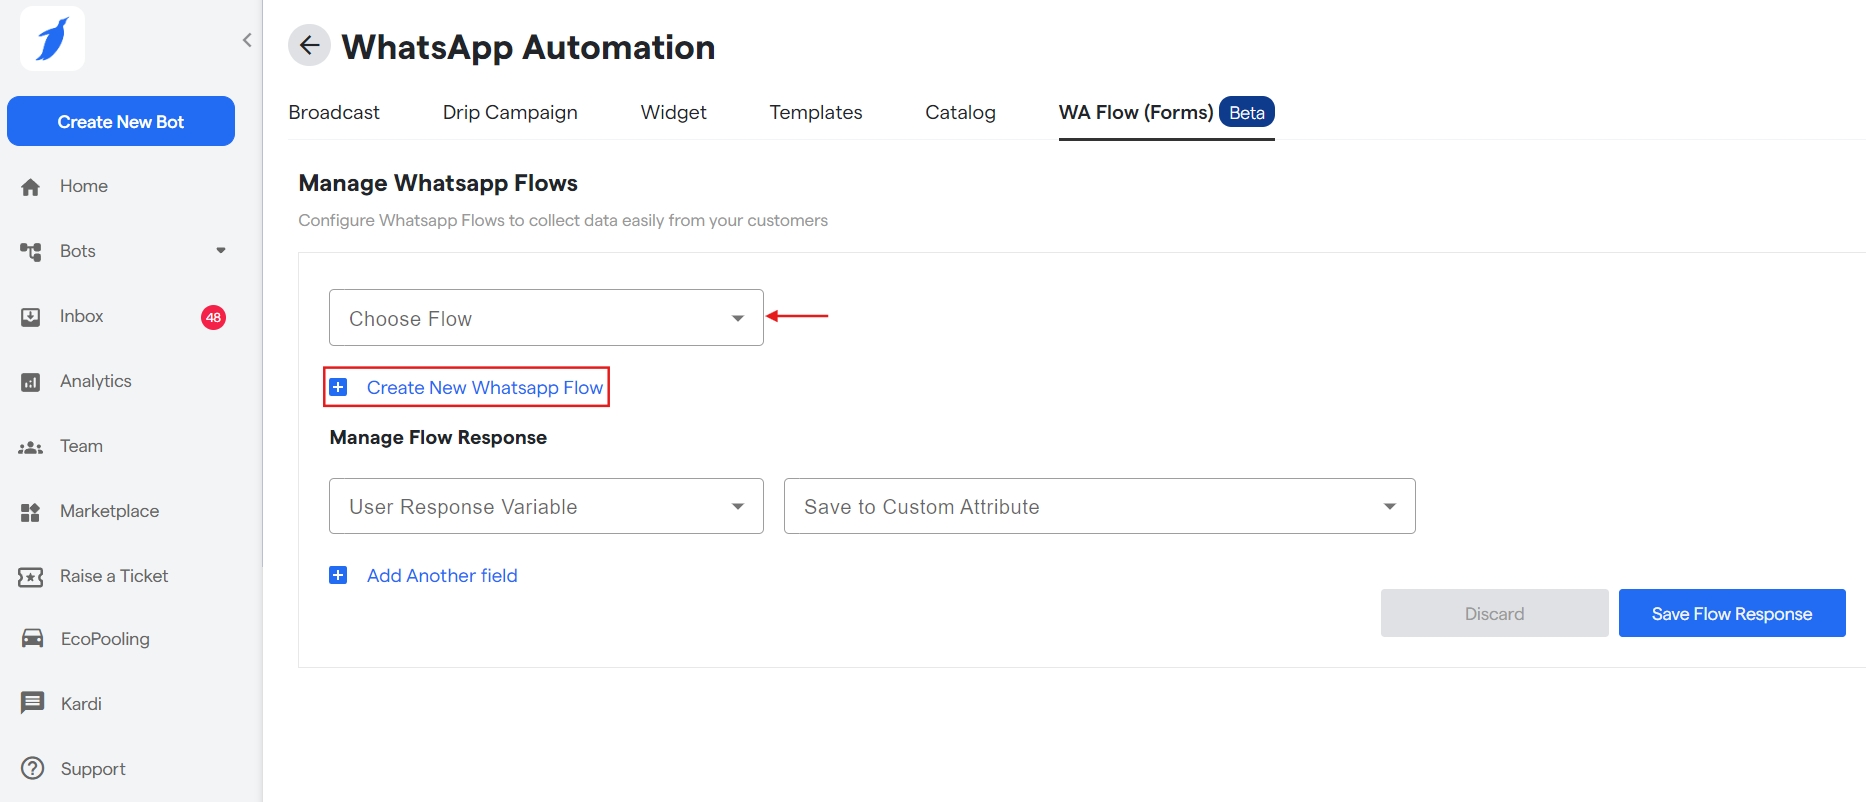 WhatsApp Automation
Create New Bot
Home
Bots
Inbox
48
Analytics
Team
Marketplace
Raise a Ticket
EcoPooling
Kardi
Support
Broadcast
Drip Campaign
Widget
Templates
Catalog
WA Flow (Forms) Beta
Manage Whatsapp Flows
Configure Whatsapp Flows to collect data easily from your customers
Choose Flow
Create New Whatsapp Flow
Manage Flow Response
User Response Variable
Save to Custom Attribute
Add Another field
Discard
Save Flow Response